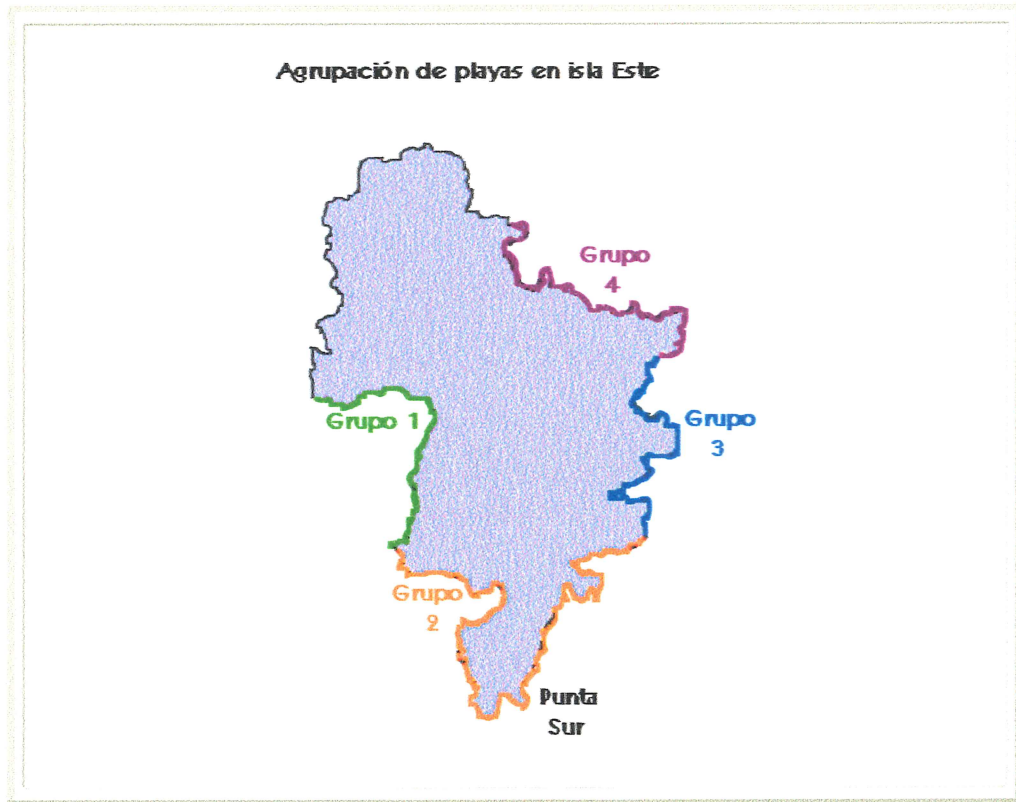 Agrupación de playas en isla Este
Grupo
4
Grupo 1
Grupo
3
Grupo
2
Punta
Sur